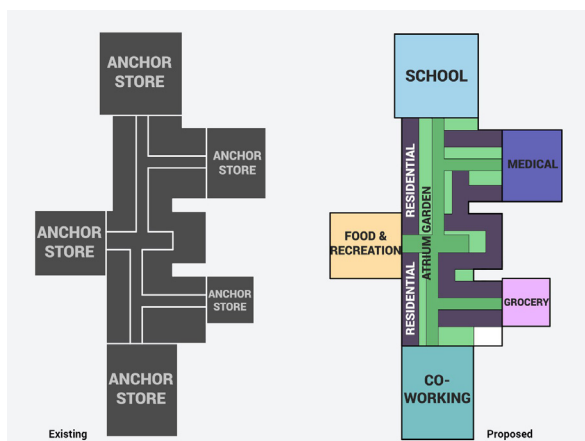 ANCHOR
STORE
ANCHOR
STORE
ANCHOR
STORE
ANCHOR
STORE
ANCHOR
STORE
Existing
SCHOOL
RESIDENTIAL
MEDICAL
ATRIUM GARDEN
FOOD &
RECREATION
RESIDENTIAL
GROCERY
CO-
WORKING
Proposed